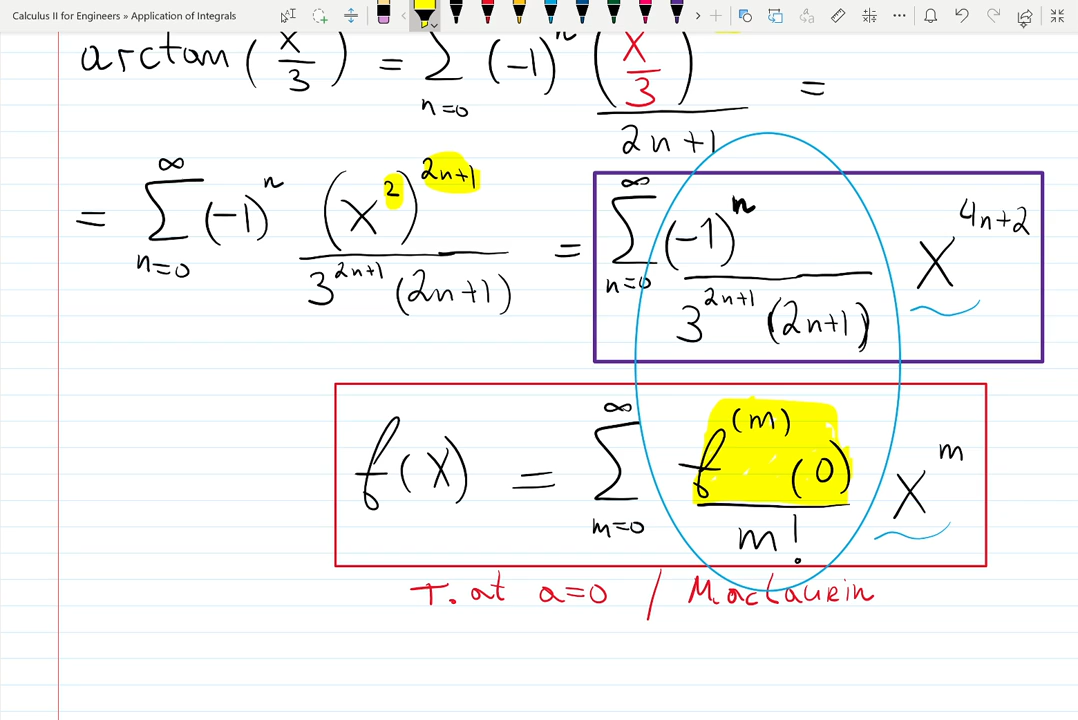 Calculus II for Engineers » Application of Integrals
arctan (x/3) = ∑_{n=0} (-1)^n (x/3) / 2n+1 =
= ∑_{n=0}^{∞} (-1)^n (x^2)^{2n+1} / 3^{2n+1} (2n+1) = ∑_{n=0}^{∞} (-1)^n / 3^{2n+1} (2n+1) x^{4n+2}
f(x) = ∑_{m=0}^{∞} f^{(m)}(0) / m! x^m
T. at a=0 / Maclaurin